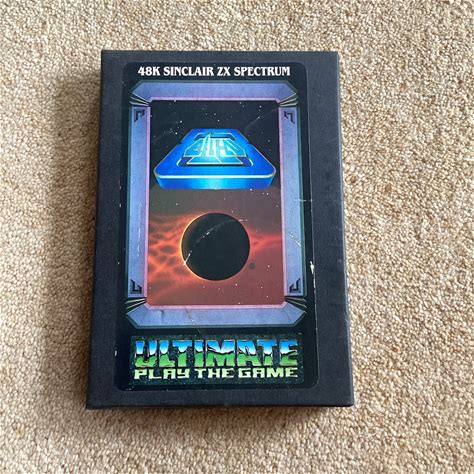 48K SINCLAIR ZX SPECTRUM
ULTIMATE
PLAY THE GAME